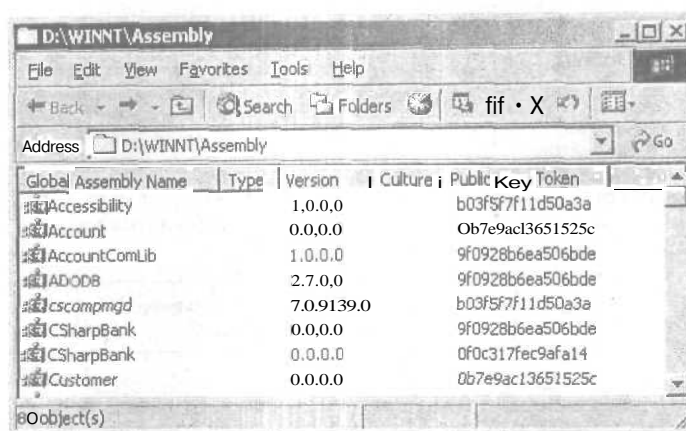 D:\WINNT\Assembly
File Edit View Favorites Tools Help
Back Search Folders fif • X
Address D:\WINNT\Assembly Go
Global Assembly Name Type Version Culture Public Key Token
Accessibility 1,0.0,0 b03f5f7f11d50a3a
Account 0.0,0.0 Ob7e9acl3651525c
AccountComLib 1.0.0.0 9f0928b6ea506bde
ADODB 2.7.0,0 9f0928b6ea506bde
cscompmgd 7.0.9139.0 b03f5f7f11d50a3a
CSharpBank 0.0,0.0 9f0928b6ea506bde
CSharpBank 0.0.0.0 0f0c317fec9afa14
Customer 0.0.0.0 0b7e9ac13651525c
80object(s)